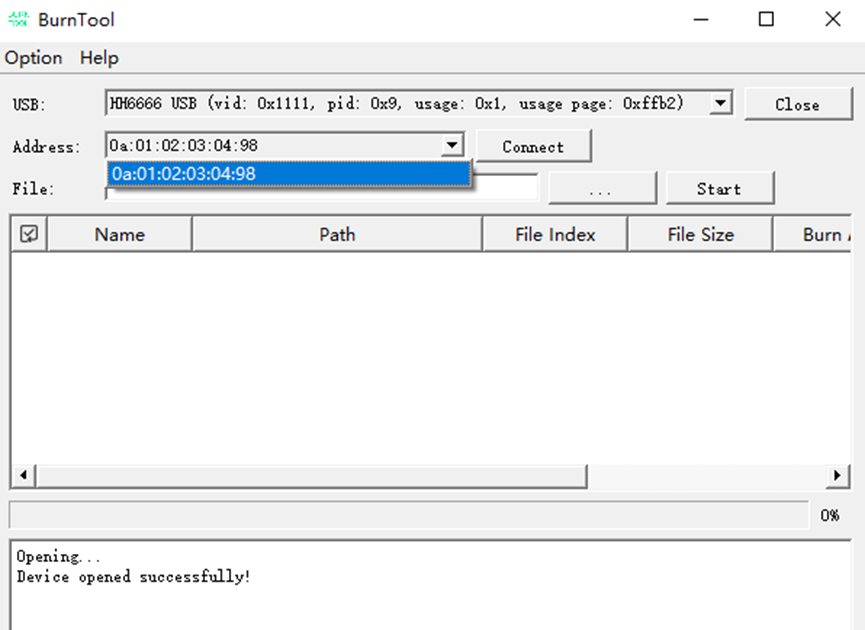 BurnTool
Option Help
USB: HH6666 USB (vid: 0x1111, pid: 0x9, usage: 0x1, usage page: 0xffb2) Close
Address: 0a:01:02:03:04:98 Connect
0a:01:02:03:04:98
File: ... Start
Name Path File Index File Size Burn
0%
Opening...
Device opened successfully!